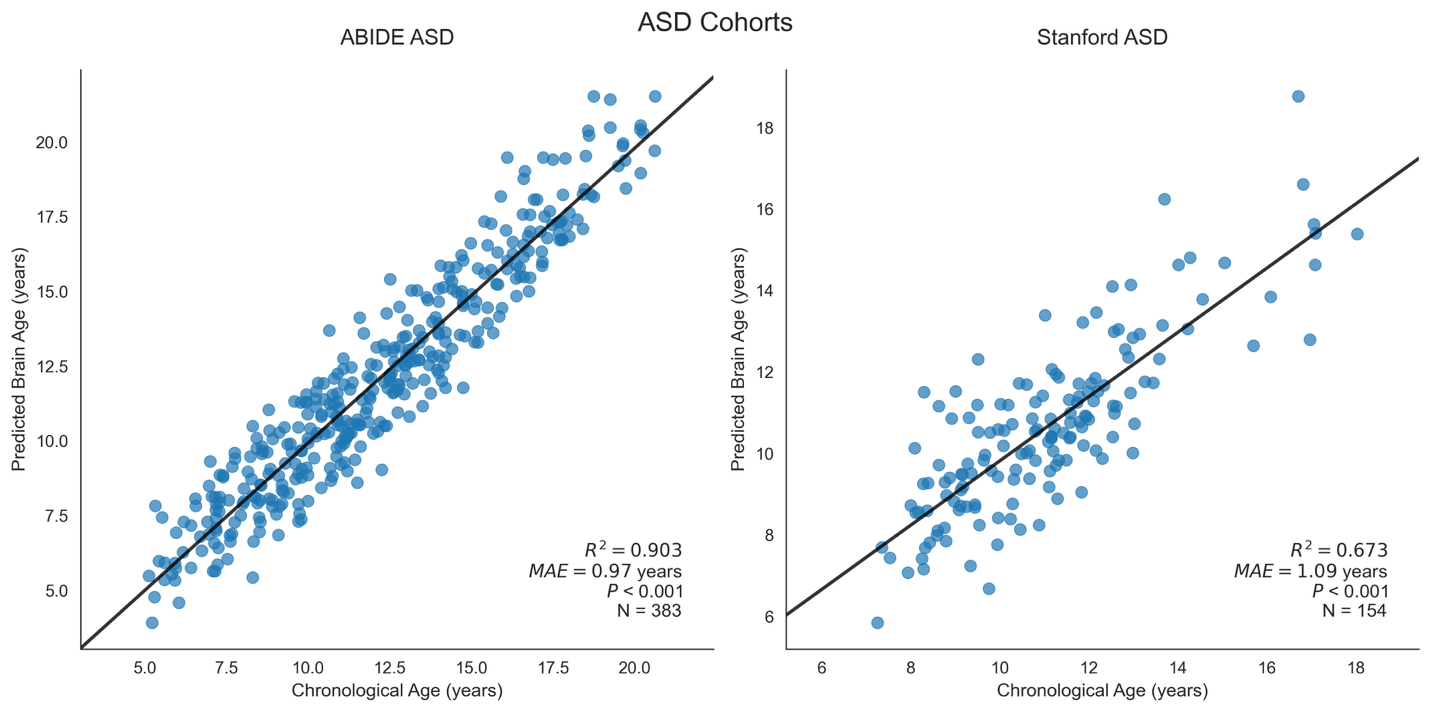 ASD Cohorts
ABIDE ASD
Predicted Brain Age (years)
20.0
17.5
15.0
12.5
10.0
7.5
5.0
R² = 0.903
MAE = 0.97 years
P < 0.001
N = 383
5.0 7.5 10.0 12.5 15.0 17.5 20.0
Chronological Age (years)
Stanford ASD
Predicted Brain Age (years)
18
16
14
12
10
8
6
R² = 0.673
MAE = 1.09 years
P < 0.001
N = 154
6 8 10 12 14 16 18
Chronological Age (years)